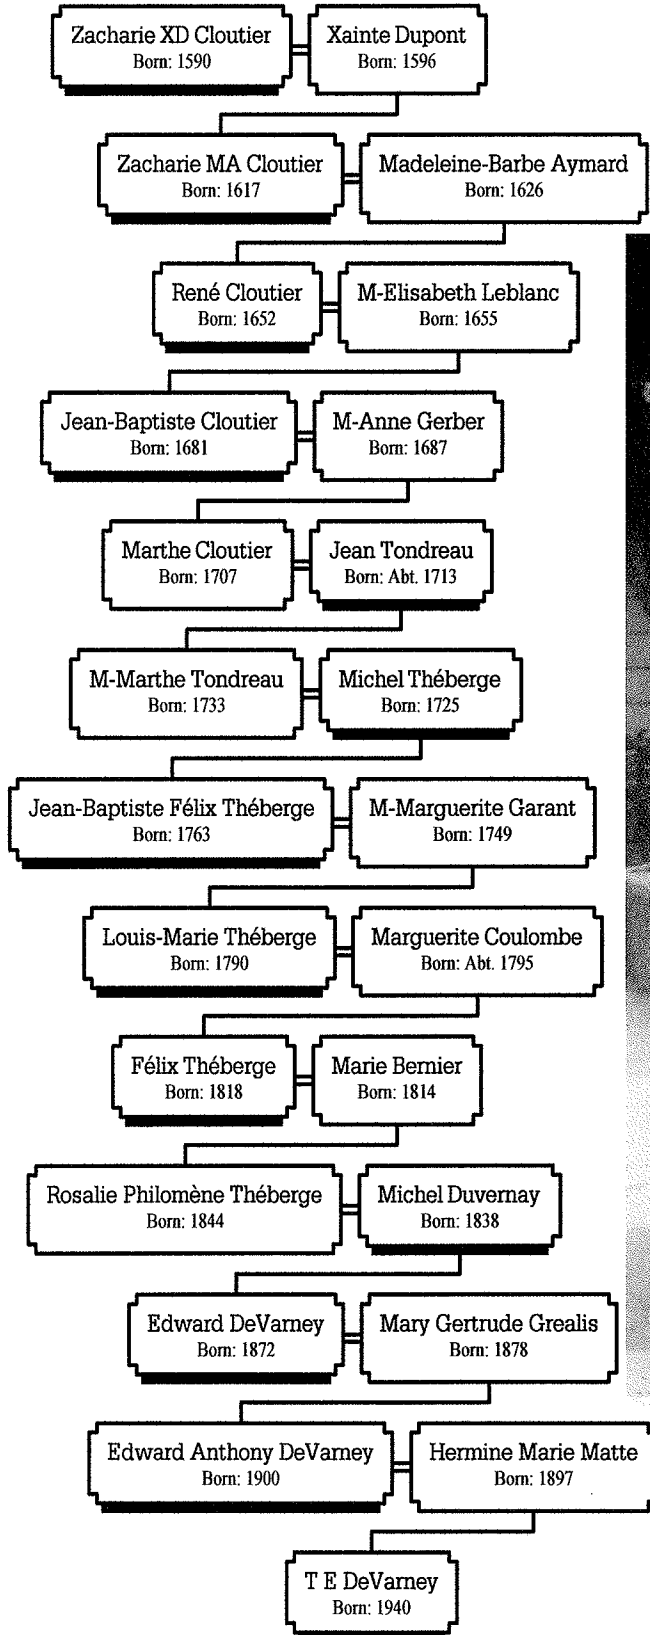 Zacharie XD Cloutier
Born: 1590
Xainte Dupont
Born: 1596
Zacharie MA Cloutier
Born: 1617
Madeleine-Barbe Aymard
Born: 1626
René Cloutier
Born: 1652
M-Elisabeth Leblanc
Born: 1655
Jean-Baptiste Cloutier
Born: 1681
M-Anne Gerber
Born: 1687
Marthe Cloutier
Born: 1707
Jean Tondreau
Born: Abt. 1713
M-Marthe Tondreau
Born: 1733
Michel Théberge
Born: 1725
Jean-Baptiste Félix Théberge
Born: 1763
M-Marguerite Garant
Born: 1749
Louis-Marie Théberge
Born: 1790
Marguerite Coulombe
Born: Abt. 1795
Félix Théberge
Born: 1818
Marie Bernier
Born: 1814
Rosalie Philomène Théberge
Born: 1844
Michel Duvernay
Born: 1838
Edward DeVarney
Born: 1872
Mary Gertrude Grealis
Born: 1878
Edward Anthony DeVarney
Born: 1900
Hermine Marie Matte
Born: 1897
T E DeVarney
Born: 1940